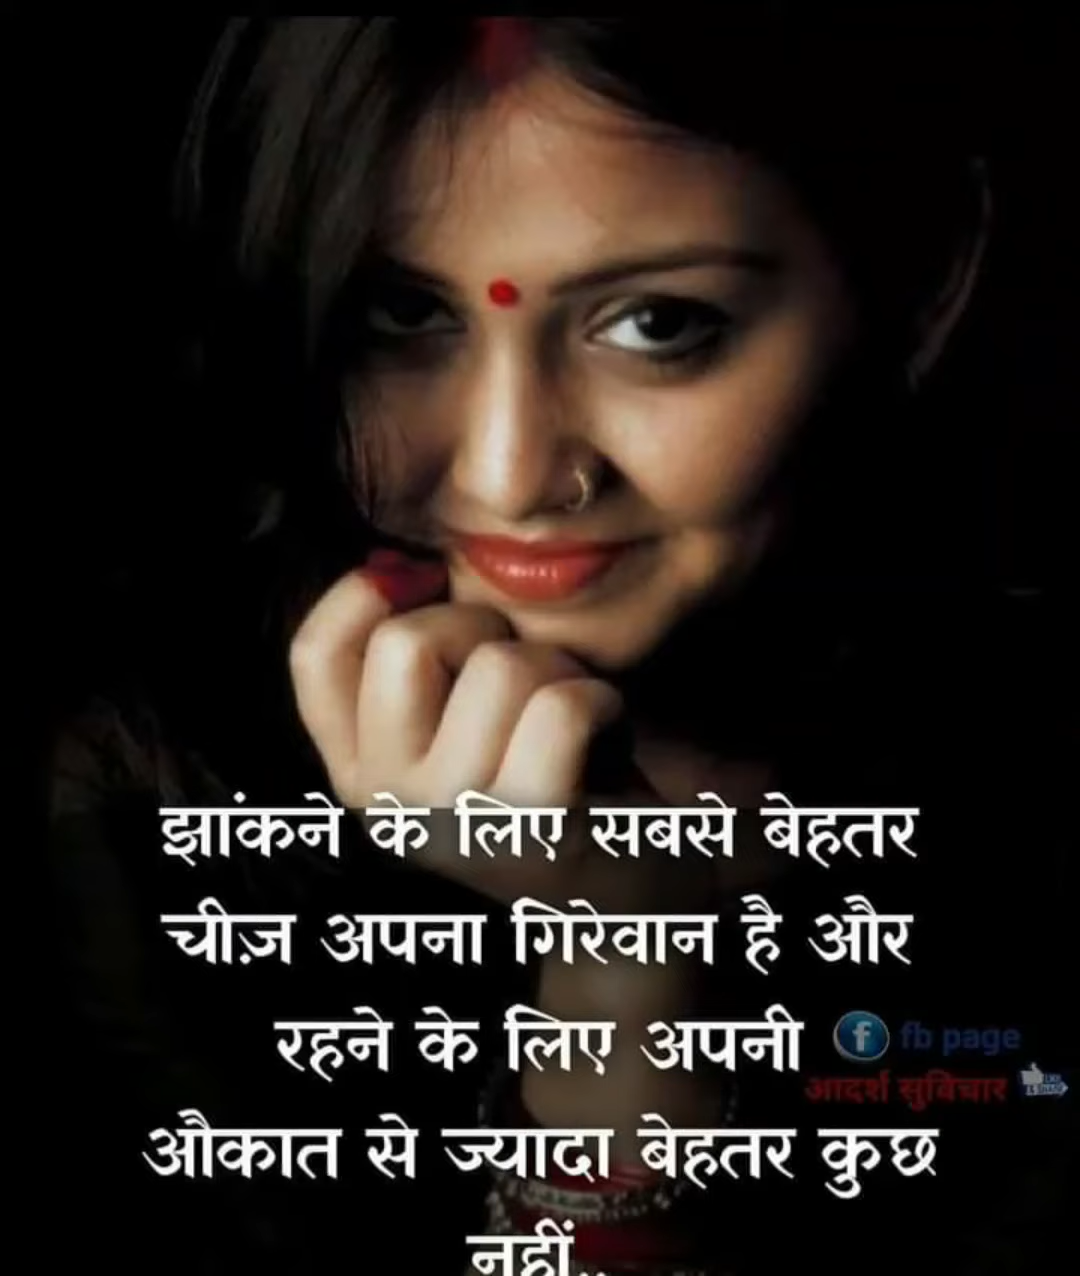 झांकने के लिए सबसे बेहतर
चीज़ अपना गिरेवान है और
रहने के लिए अपनी
औकात से ज्यादा बेहतर कुछ
नहीं..
fb page
आदर्श सुविचार